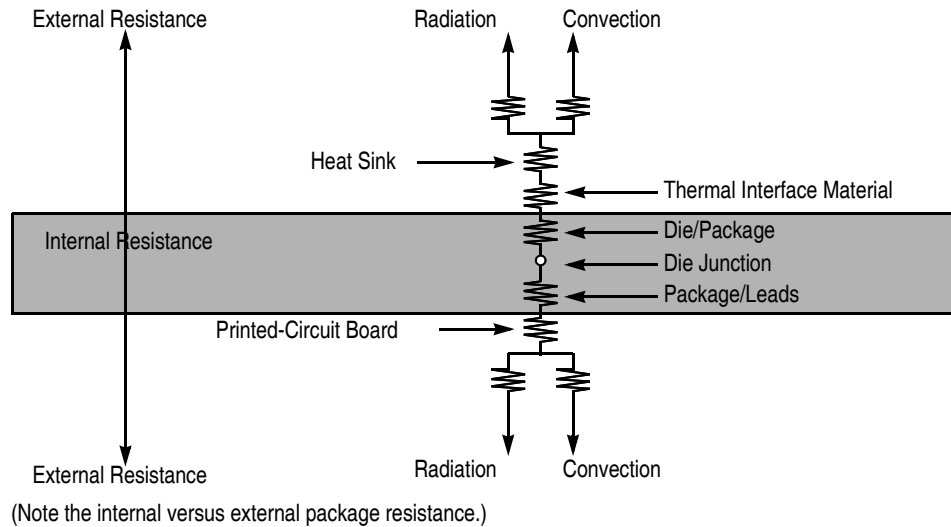 External Resistance
Radiation
Convection
Heat Sink
Thermal Interface Material
Internal Resistance
Die/Package
Die Junction
Package/Leads
Printed-Circuit Board
External Resistance
Radiation
Convection
(Note the internal versus external package resistance.)